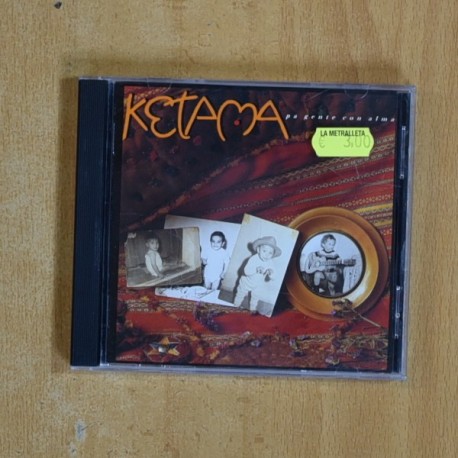 KETAMA
pa gente con alma
LA METRALLETA
€ 3.00